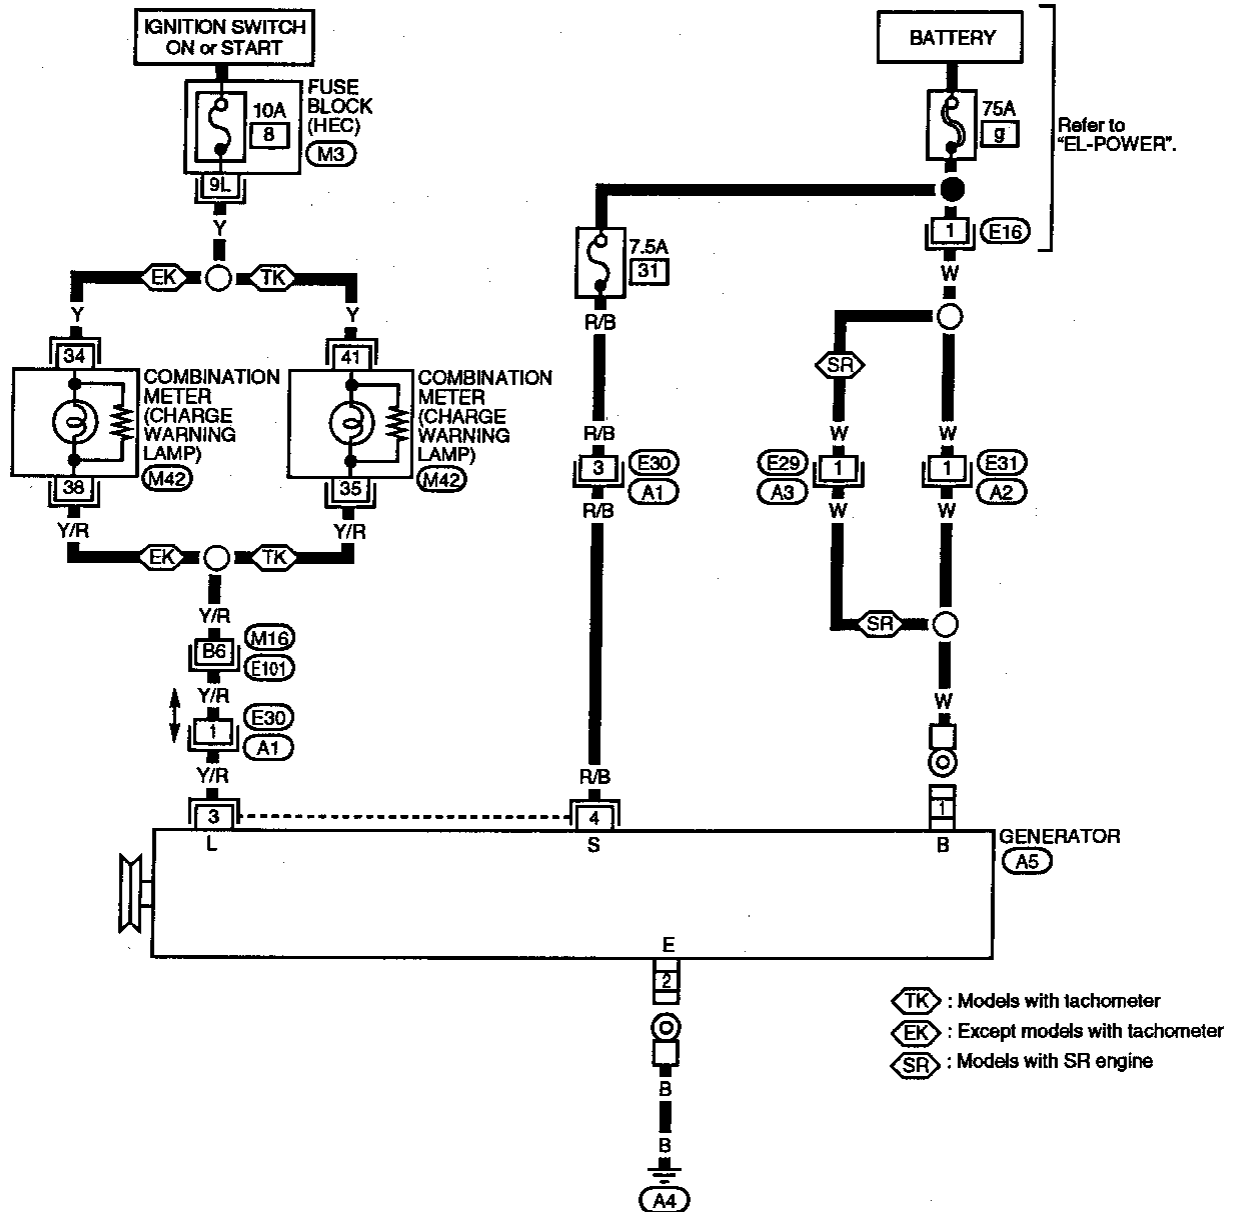 IGNITION SWITCH
ON or START
BATTERY
FUSE
BLOCK
(HEC)
M3
10A
8
9L
75A
g
Refer to
"EL-POWER".
Y
1
E16
7.5A
31
W
EK
TK
R/B
Y
Y
SR
34
41
COMBINATION
METER
(CHARGE
WARNING
LAMP)
M42
COMBINATION
METER
(CHARGE
WARNING
LAMP)
M42
R/B
W
W
3
E30
A1
E29
A3
1
1
E31
A2
38
35
R/B
W
W
Y/R
Y/R
EK
TK
Y/R
SR
B6
M16
E101
Y/R
1
E30
A1
W
Y/R
R/B
3
4
1
L
S
B
GENERATOR
A5
E
2
B
B
A4
TK : Models with tachometer
EK : Except models with tachometer
SR : Models with SR engine